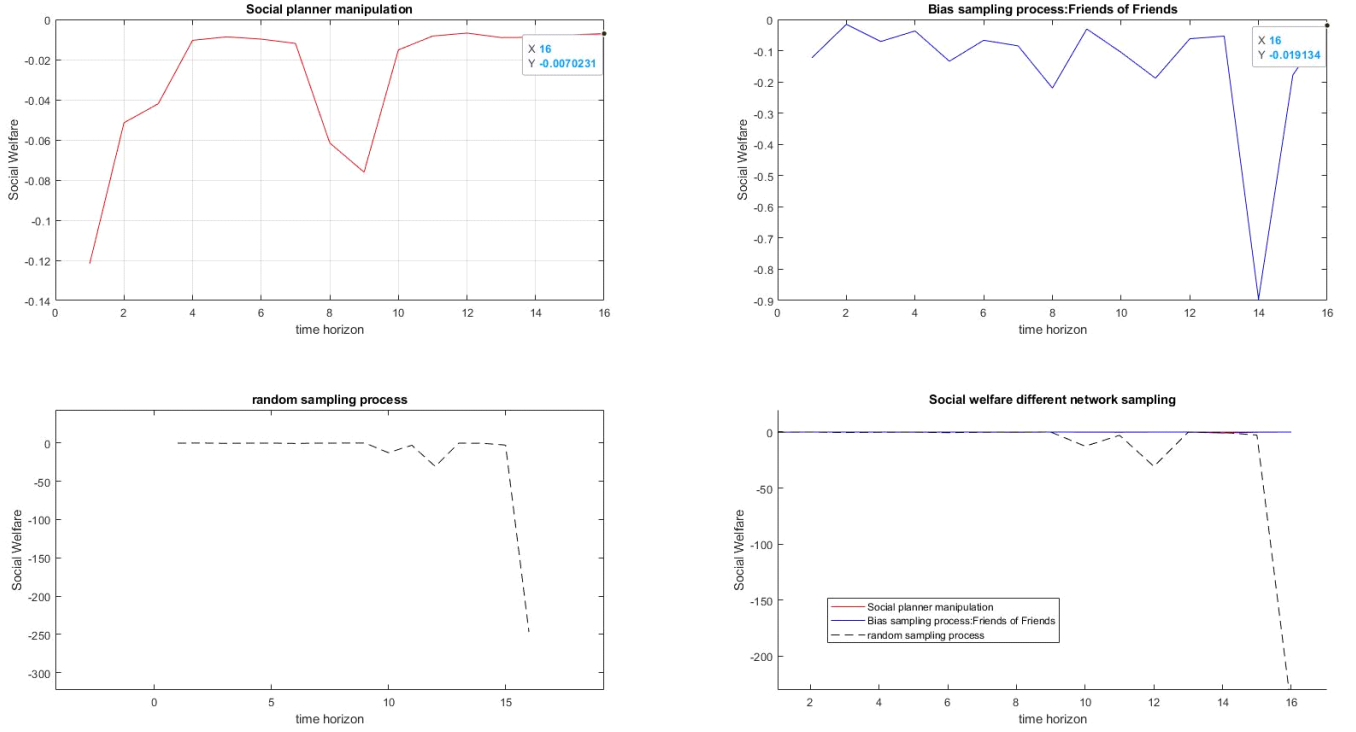 Social planner manipulation
0
-0.02
-0.04
-0.06
-0.08
-0.1
-0.12
-0.14
Social Welfare
X 16
Y -0.0070231
0 2 4 6 8 10 12 14 16
time horizon
Bias sampling process:Friends of Friends
0
-0.1
-0.2
-0.3
-0.4
-0.5
-0.6
-0.7
-0.8
-0.9
Social Welfare
X 16
Y -0.019134
0 2 4 6 8 10 12 14 16
time horizon
random sampling process
0
-50
-100
-150
-200
-250
-300
Social Welfare
0 5 10 15
time horizon
Social welfare different network sampling
0
-50
-100
-150
-200
Social Welfare
Social planner manipulation
Bias sampling process:Friends of Friends
random sampling process
2 4 6 8 10 12 14 16
time horizon